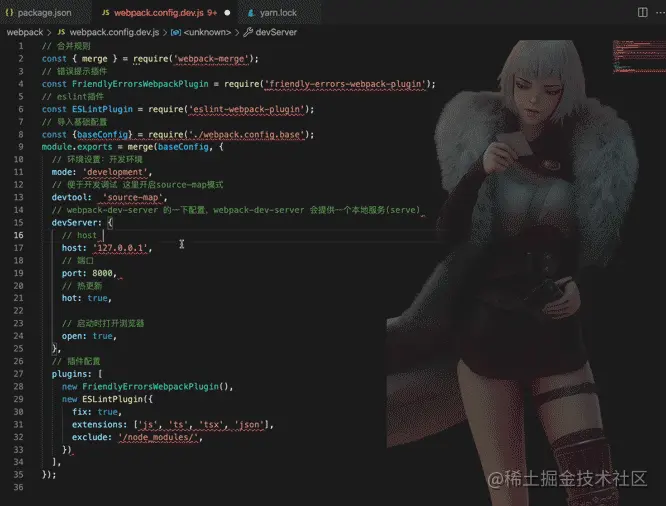 package.json
webpack.config.dev.js 9+
yarn.lock
webpack > webpack.config.dev.js > <unknown> > devServer
1 // 合并规则
2 const { merge } = require('webpack-merge');
3 // 错误提示插件
4 const FriendlyErrorsWebpackPlugin = require('friendly-errors-webpack-plugin');
5 // eslint插件
6 const ESLintPlugin = require('eslint-webpack-plugin');
7 // 导入基础配置
8 const {baseConfig} = require('./webpack.config.base');
9 module.exports = merge(baseConfig, {
10 // 环境设置: 开发环境
11 mode: 'development',
12 // 便于开发调试 这里开启source-map模式
13 devtool: 'source-map',
14 // webpack-dev-server 的一下配置, webpack-dev-server 会提供一个本地服务(serve)
15 devServer: {
16 // host
17 host: '127.0.0.1',
18 // 端口
19 port: 8000,
20 // 热更新
21 hot: true,
22
23 // 启动时打开浏览器
24 open: true,
25 },
26 // 插件配置
27 plugins: [
28 new FriendlyErrorsWebpackPlugin(),
29 new ESLintPlugin({
30 fix: true,
31 extensions: ['js', 'ts', 'tsx', 'json'],
32 exclude: '/node_modules/',
33 })
34 ],
35 });
36
@稀土掘金技术社区